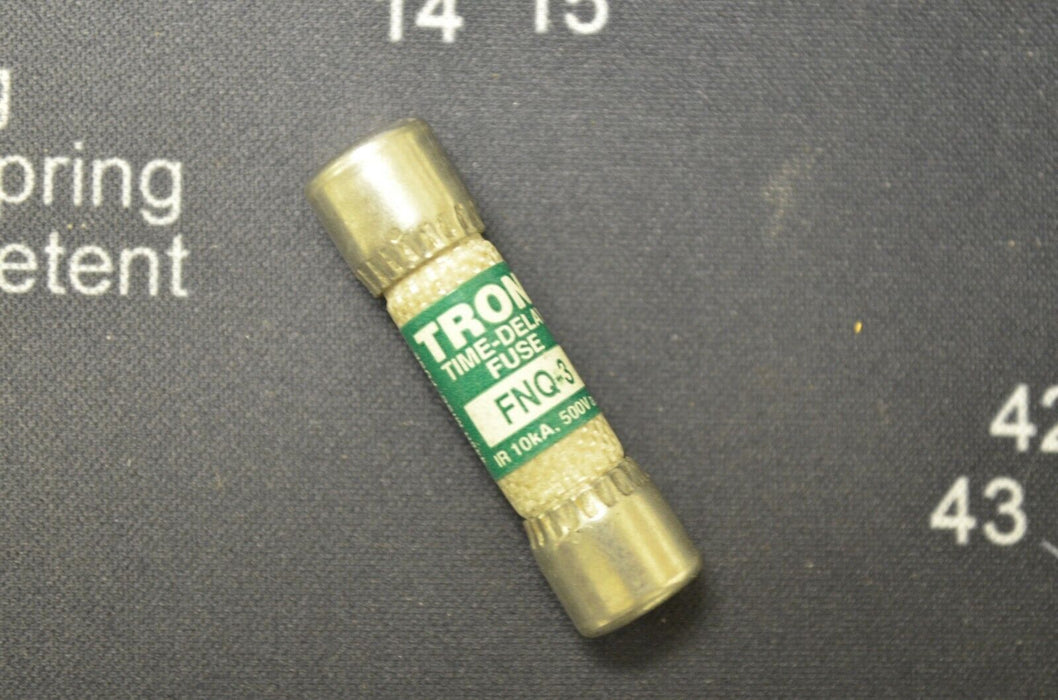 14 15
pring
etent
TRON
TIME-DELA
FUSE
FNQ-3
IR 10kA, 500V a
42
43